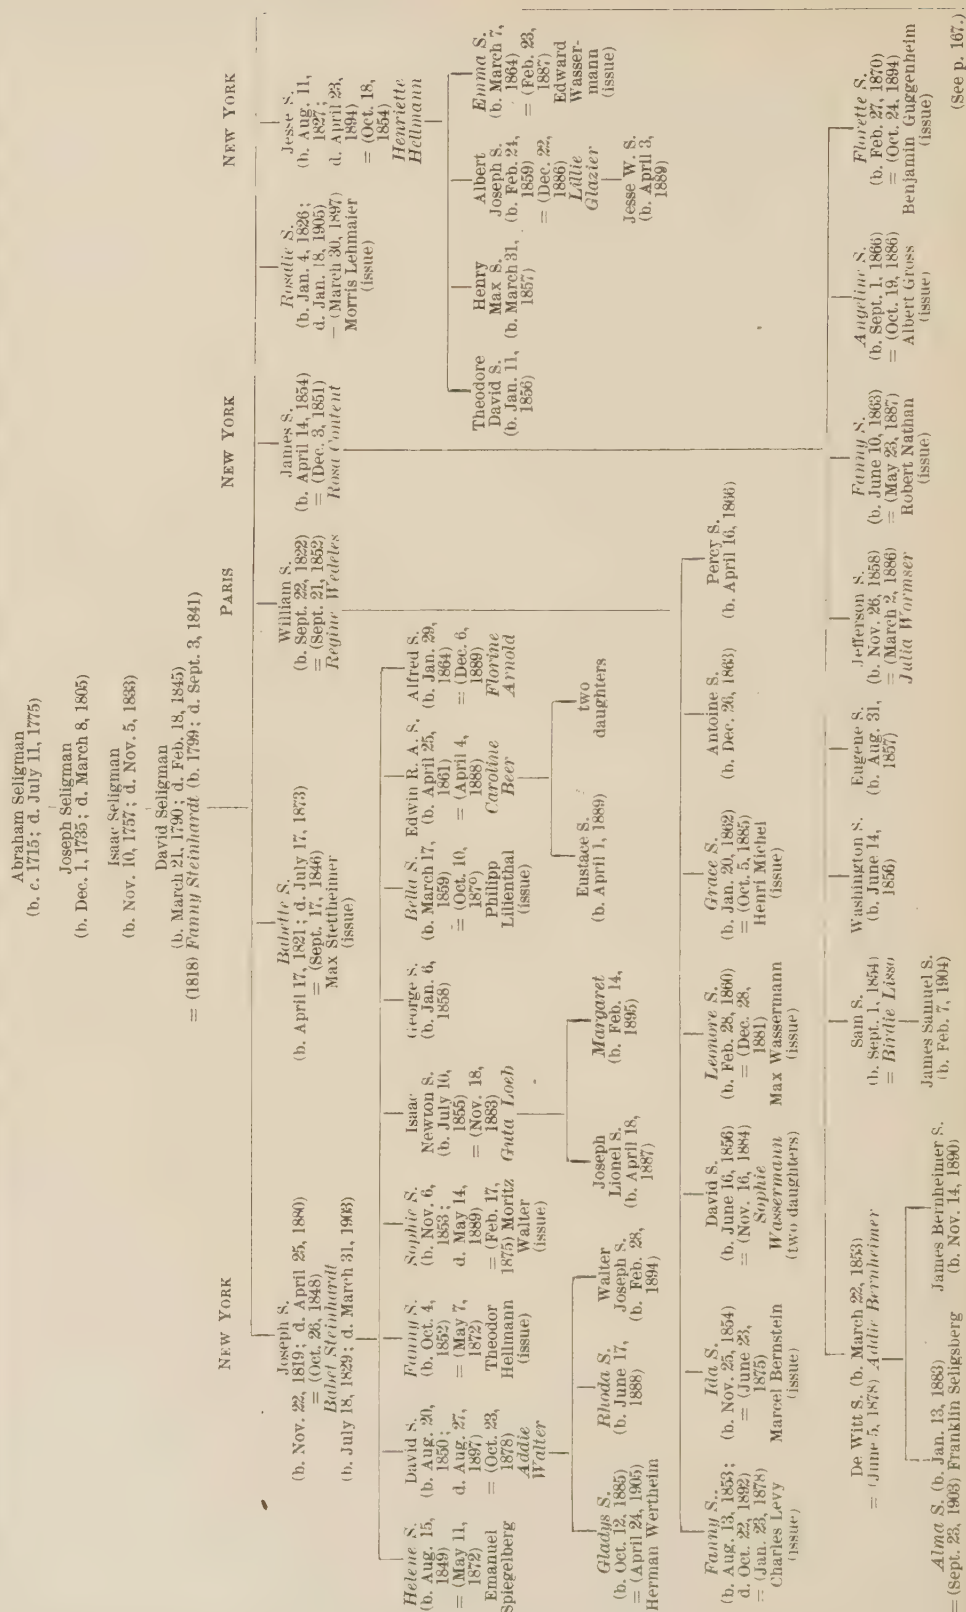 Abraham Seligman
(b. c. 1715; d. July 11, 1775)
Joseph Seligman
(b. Dec. 1, 1735; d. March 8, 1805)
Isaac Seligman
(b. Nov. 10, 1757; d. Nov. 5, 1833)
David Seligman
(b. March 21, 1790; d. Feb. 18, 1845)
= (1818) Fanny Steinhardt (b. 1799; d. Sept. 3, 1841)
NEW YORK
PARIS
NEW YORK
NEW YORK
Joseph S.
(b. Nov. 22, 1819; d. April 25, 1880)
= (Oct. 26, 1848)
Babet Steinhardt
(b. July 18, 1829; d. March 31, 1903)
Babette S.
(b. April 17, 1821; d. July 17, 1873)
= (Sept. 17, 1846)
Max Stettheimer
(issue)
William S.
(b. Sept. 22, 1822)
= (Sept. 21, 1852)
Regine Wedeles
James S.
(b. April 14, 1854)
= (Dec. 3, 1851)
Rosa Content
Rosalie S.
(b. Jan. 4, 1826;
d. Jan. 18, 1905)
= (March 30, 1897)
Morris Lehmaier
(issue)
Jesse S.
(b. Aug. 11,
1827;
d. April 23,
1894)
= (Oct. 18,
1854)
Henriette
Hellmann
Helene S.
(b. Aug. 15,
1849)
= (May 11,
1872)
Emanuel
Spiegelberg
David S.
(b. Aug. 20,
1850;
d. Aug. 27,
1897)
= (Oct. 23,
1878)
Addie
Walter
Fanny S.
(b. Oct. 4,
1852)
= (May 7,
1872)
Theodor
Hellmann
(issue)
Sophie S.
(b. Nov. 6,
1853;
d. May 14,
1889)
= (Feb. 17,
1875) Moritz
Walter
(issue)
Isaac
Newton S.
(b. July 10,
1855)
= (Nov. 18,
1883)
Guta Loeb
George S.
(b. Jan. 6,
1858)
Bella S.
(b. March 17,
1859)
= (Oct. 10,
Philipp
Lilienthal
(issue)
Edwin R. A. S.
(b. April 25,
1861)
= (April 4,
1888)
Caroline
Beer
Alfred S.
(b. Jan. 29,
1864)
= (Dec. 6,
1889)
Florine
Arnold
Theodore
David S.
(b. Jan. 11,
1856)
Henry
Max S.
(b. March 31,
1857)
Albert
Joseph S.
(b. Feb. 24,
1859)
= (Dec. 22,
1886)
Lillie
Glazier
Jesse W. S.
(b. April 3,
1889)
Emma S.
(b. March 7,
1864)
= (Feb. 23,
1887)
Edward
Wasser-
mann
(issue)
Gladys S.
(b. Oct. 12, 1885)
= (April 24, 1905)
Herman Wertheim
Rhoda S.
(b. June 17,
1888)
Walter
Joseph S.
(b. Feb. 28,
1894)
Joseph
Lionel S.
(b. April 18,
1887)
Margaret
(b. Feb. 14,
1895)
Eustace S.
(b. April 1, 1889)
two
daughters
Fanny S.
(b. Aug. 13, 1853;
d. Oct. 22, 1892)
= (Jan. 23, 1878)
Charles Levy
(issue)
Ida S.
(b. Nov. 25, 1854)
= (June 23,
1875)
Marcel Bernstein
(issue)
David S.
(b. June 16, 1856)
= (Nov. 16, 1884)
Sophie
Wassermann
(two daughters)
Leonore S.
(b. Feb. 28, 1860)
= (Dec. 28,
1881)
Max Wassermann
(issue)
Grace S.
(b. Jan. 20, 1862)
= (Oct. 5, 1885)
Henri Michel
(issue)
Antoine S.
(b. Dec. 26, 1863)
Percy S.
(b. April 16, 1866)
De Witt S. (b. March 22, 1853)
= (June 5, 1878) Addie Bernheimer
Sam S.
(b. Sept. 1, 1854)
= Birdie Lisso
Washington S.
(b. June 14,
1856)
Eugene S.
(b. Aug. 31,
1857)
Jefferson S.
(b. Nov. 26, 1858)
= (March 2, 1886)
Julia Wormser
Fanny S.
(b. June 10, 1863)
= (May 23, 1887)
Robert Nathan
(issue)
Angeline S.
(b. Sept. 1, 1866)
= (Oct. 19, 1886)
Albert Gross
(issue)
Florette S.
(b. Feb. 27, 1870)
= (Oct. 24, 1894)
Benjamin Guggenheim
(issue)
Alma S. (b. Jan. 13, 1883)
= (Sept. 23, 1903) Franklin Seligsberg
James Bernheimer S.
(b. Nov. 14, 1890)
James Samuel S.
(b. Feb. 7, 1904)
(See p. 167.)